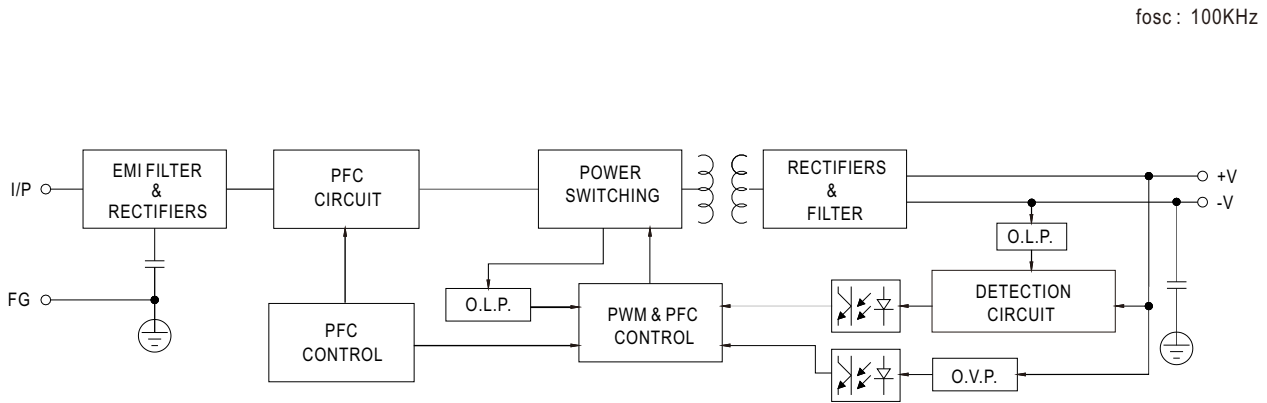 fosc : 100KHz
I/P
EMI FILTER
&
RECTIFIERS
PFC
CIRCUIT
POWER
SWITCHING
RECTIFIERS
&
FILTER
+V
-V
O.L.P.
FG
O.L.P.
PFC
CONTROL
PWM & PFC
CONTROL
DETECTION
CIRCUIT
O.V.P.